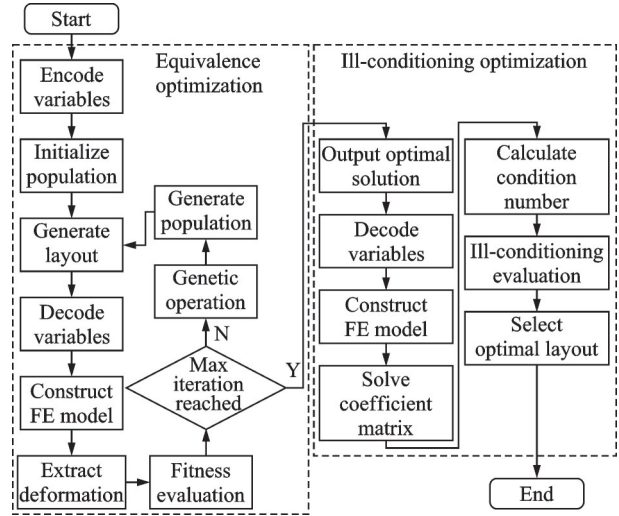 Start
Equivalence
optimization
Encode
variables
Initialize
population
Generate
layout
Decode
variables
Construct
FE model
Extract
deformation
Fitness
evaluation
Max
iteration
reached
N
Y
Genetic
operation
Generate
population
Ill-conditioning optimization
Output optimal
solution
Decode
variables
Construct
FE model
Solve
coefficient
matrix
Calculate
condition
number
Ill-conditioning
evaluation
Select
optimal layout
End